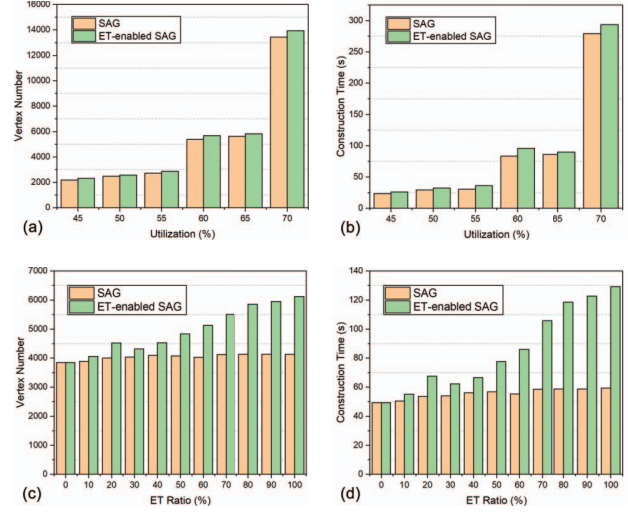 16000
14000
12000
10000
8000
6000
4000
2000
0
Vertex Number
SAG
ET-enabled SAG
45 50 55 60 65 70
Utilization (%)
(a)
300
250
200
150
100
50
0
Construction Time (s)
SAG
ET-enabled SAG
45 50 55 60 65 70
Utilization (%)
(b)
7000
6000
5000
4000
3000
2000
1000
0
Vertex Number
SAG
ET-enabled SAG
0 10 20 30 40 50 60 70 80 90 100
ET Ratio (%)
(c)
140
120
100
80
60
40
20
0
Construction Time (s)
SAG
ET-enabled SAG
0 10 20 30 40 50 60 70 80 90 100
ET Ratio (%)
(d)